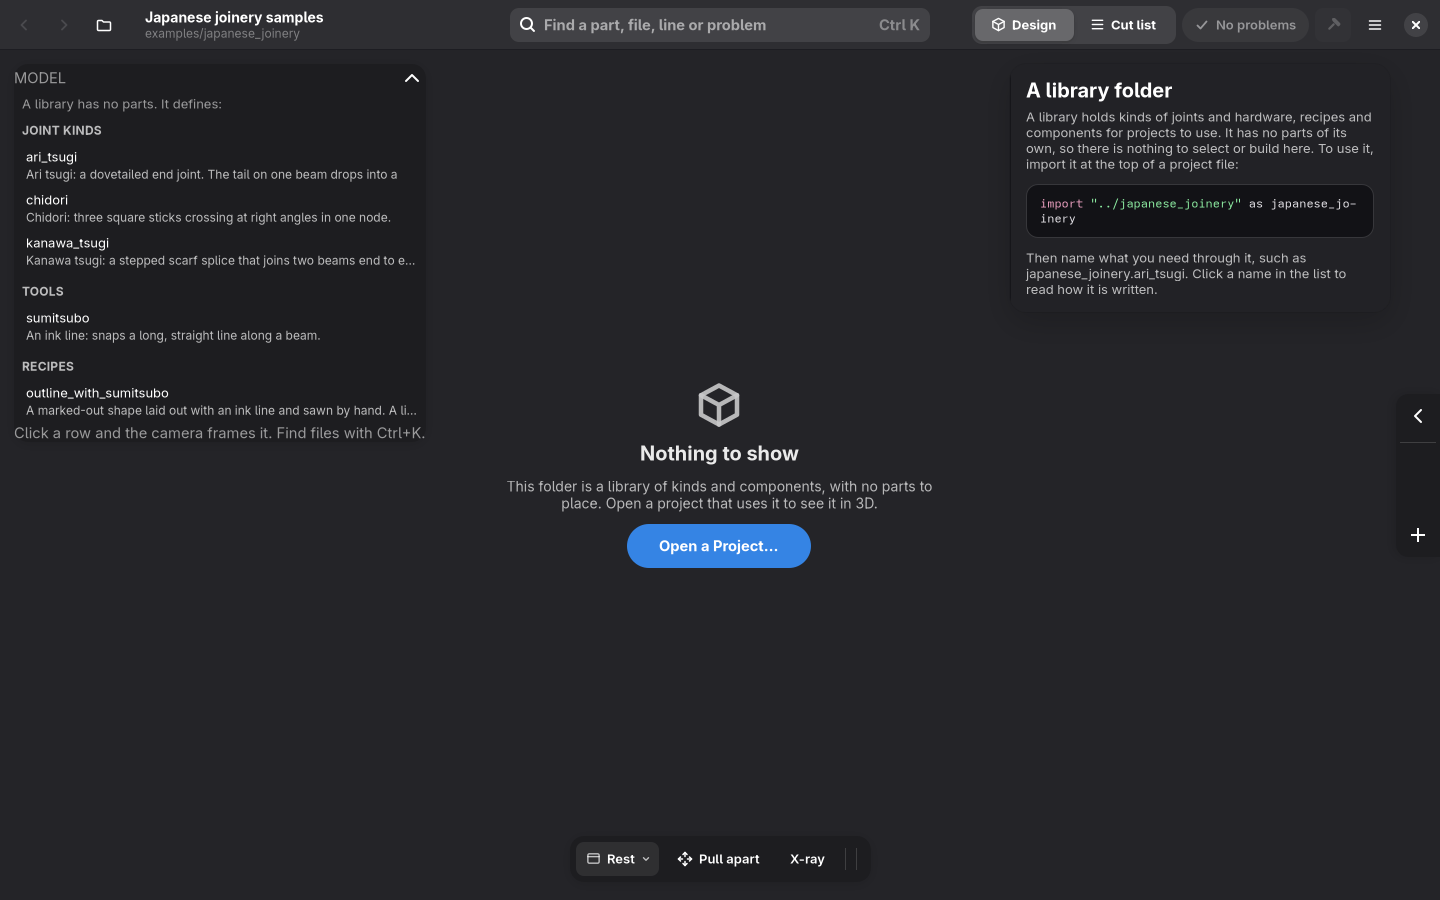 Japanese joinery samples
examples/japanese_joinery
Find a part, file, line or problem
Ctrl K
Design
Cut list
No problems
MODEL
A library has no parts. It defines:
JOINT KINDS
ari_tsugi
Ari tsugi: a dovetailed end joint. The tail on one beam drops into a
chidori
Chidori: three square sticks crossing at right angles in one node.
kanawa_tsugi
Kanawa tsugi: a stepped scarf splice that joins two beams end to e...
TOOLS
sumitsubo
An ink line: snaps a long, straight line along a beam.
RECIPES
outline_with_sumitsubo
A marked-out shape laid out with an ink line and sawn by hand. A li...
Click a row and the camera frames it. Find files with Ctrl+K.
A library folder
A library holds kinds of joints and hardware, recipes and
components for projects to use. It has no parts of its
own, so there is nothing to select or build here. To use it,
import it at the top of a project file:
import "../japanese_joinery" as japanese_jo-
inery
Then name what you need through it, such as
japanese_joinery.ari_tsugi. Click a name in the list to
read how it is written.
Nothing to show
This folder is a library of kinds and components, with no parts to
place. Open a project that uses it to see it in 3D.
Open a Project...
Rest
Pull apart
X-ray